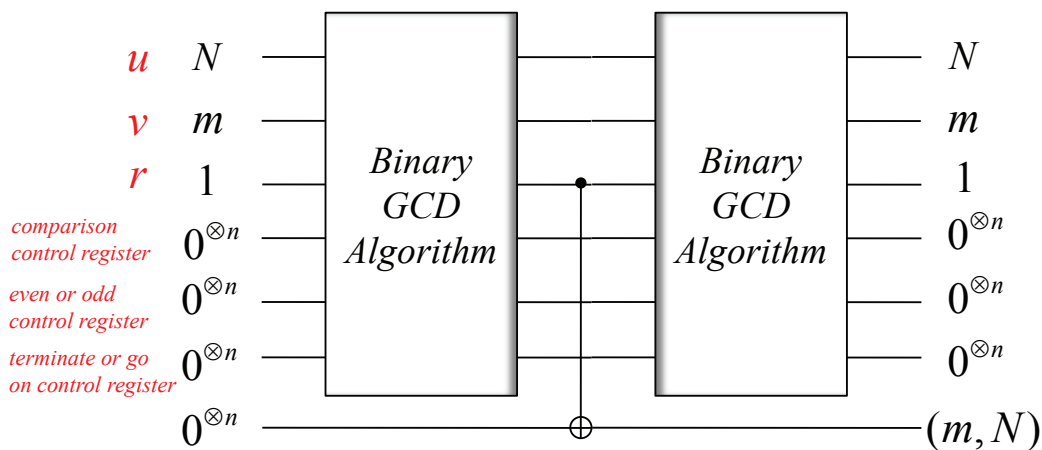 u N
v m
r 1
comparison
control register
0⊗n
even or odd
control register
0⊗n
terminate or go
on control register
0⊗n
0⊗n
Binary
GCD
Algorithm
Binary
GCD
Algorithm
N
m
1
0⊗n
0⊗n
0⊗n
(m, N)